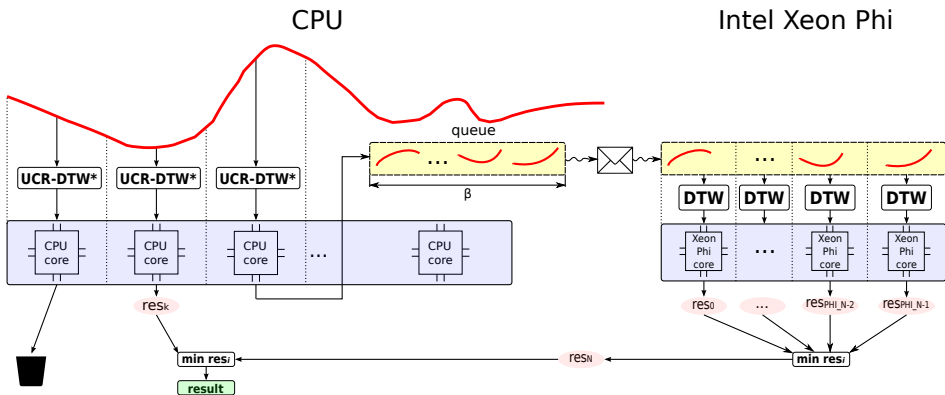 CPU
Intel Xeon Phi
queue
...
...
UCR-DTW*
UCR-DTW*
UCR-DTW*
β
DTW
DTW
DTW
DTW
CPU
core
CPU
core
CPU
core
...
CPU
core
Xeon
Phi
core
...
Xeon
Phi
core
Xeon
Phi
core
resk
res0
...
resPHI_N-2
resPHI_N-1
min resi
resN
min resi
result